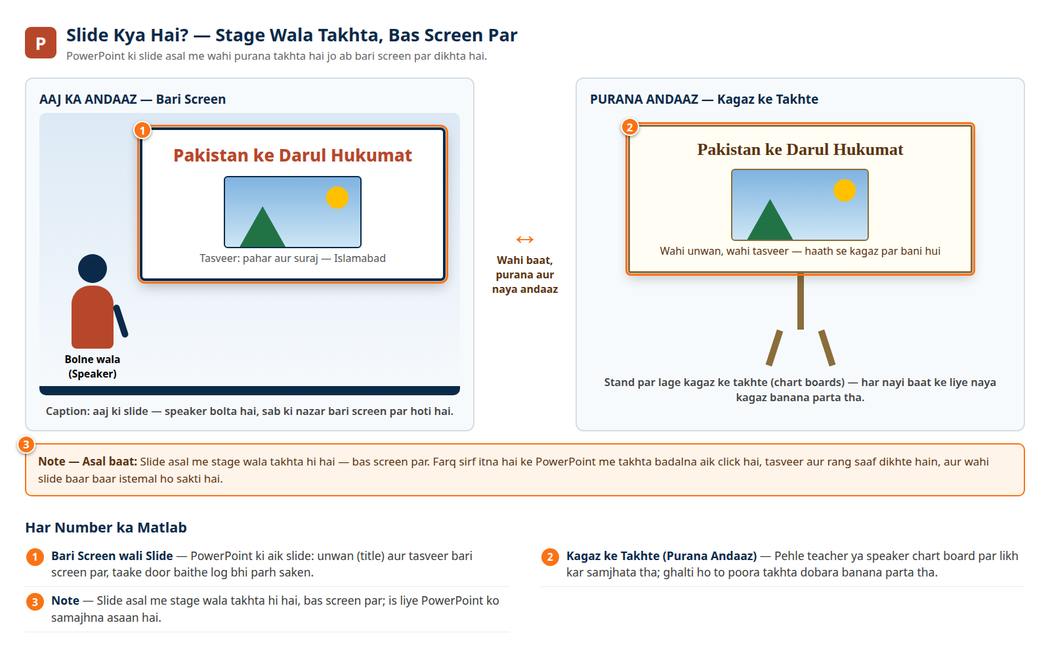 P
Slide Kya Hai? — Stage Wala Takhta, Bas Screen Par
PowerPoint ki slide asal me wahi purana takhta hai jo ab bari screen par dikhta hai.
AAJ KA ANDAAZ — Bari Screen
1
Pakistan ke Darul Hukumat
Tasveer: pahar aur suraj — Islamabad
Bolne wala
(Speaker)
Caption: aaj ki slide — speaker bolta hai, sab ki nazar bari screen par hoti hai.
↔
Wahi baat,
purana aur
naya andaaz
PURANA ANDAAZ — Kagaz ke Takhte
2
Pakistan ke Darul Hukumat
Wahi unwan, wahi tasveer — haath se kagaz par bani hui
Stand par lage kagaz ke takhte (chart boards) — har nayi baat ke liye naya
kagaz banana parta tha.
3
Note — Asal baat: Slide asal me stage wala takhta hi hai — bas screen par. Farq sirf itna hai ke PowerPoint me takhta badalna aik click hai, tasveer aur rang saaf dikhte hain, aur wahi
slide baar baar istemal ho sakti hai.
Har Number ka Matlab
1 Bari Screen wali Slide — PowerPoint ki aik slide: unwan (title) aur tasveer bari
screen par, taake door baithe log bhi parh saken.
2 Kagaz ke Takhte (Purana Andaaz) — Pehle teacher ya speaker chart board par likh
kar samjhata tha; ghalti ho to poora takhta dobara banana parta tha.
3 Note — Slide asal me stage wala takhta hi hai, bas screen par; is liye PowerPoint ko
samajhna asaan hai.